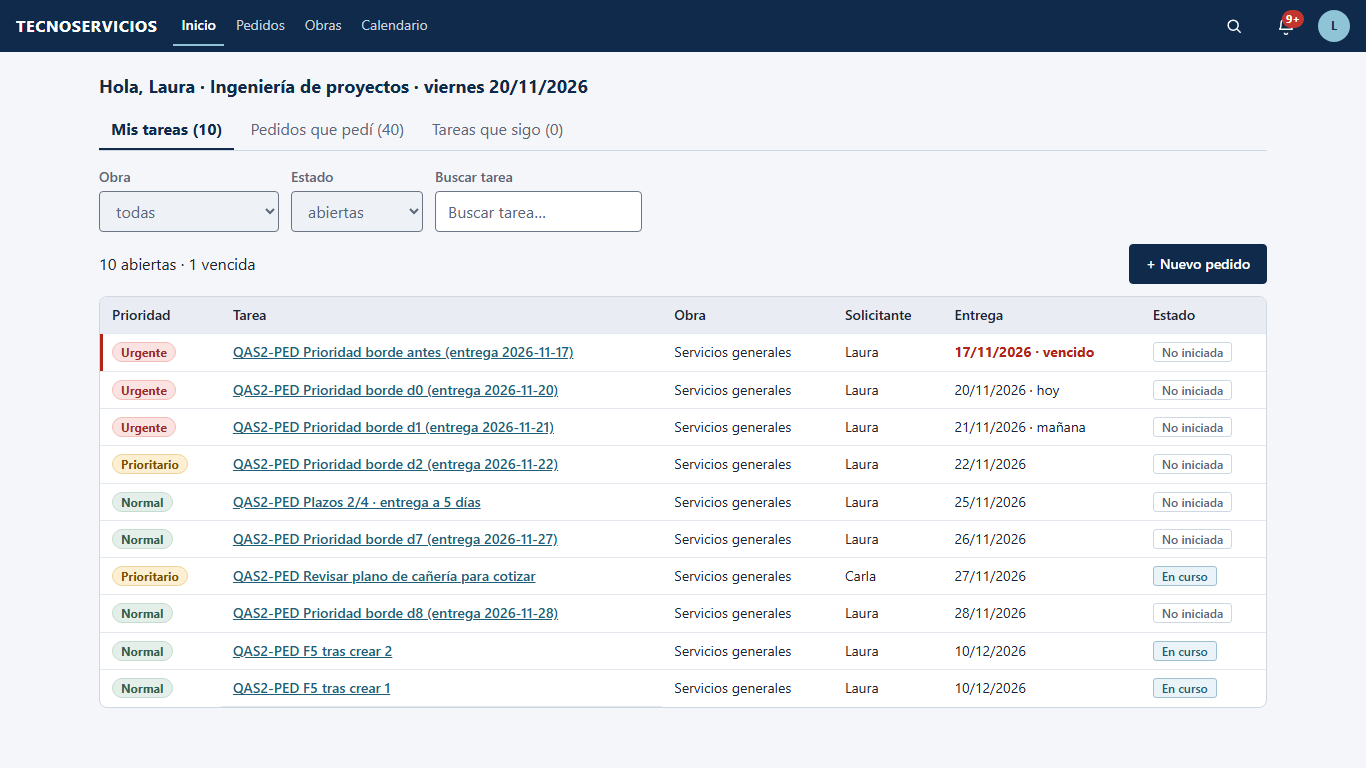 TECNOSERVICIOS Inicio Pedidos Obras Calendario 9+ L
Hola, Laura · Ingeniería de proyectos · viernes 20/11/2026
Mis tareas (10) Pedidos que pedí (40) Tareas que sigo (0)
Obra Estado Buscar tarea
todas abiertas Buscar tarea...
10 abiertas · 1 vencida + Nuevo pedido
Prioridad Tarea Obra Solicitante Entrega Estado
Urgente QAS2-PED Prioridad borde antes (entrega 2026-11-17) Servicios generales Laura 17/11/2026 · vencido No iniciada
Urgente QAS2-PED Prioridad borde d0 (entrega 2026-11-20) Servicios generales Laura 20/11/2026 · hoy No iniciada
Urgente QAS2-PED Prioridad borde d1 (entrega 2026-11-21) Servicios generales Laura 21/11/2026 · mañana No iniciada
Prioritario QAS2-PED Prioridad borde d2 (entrega 2026-11-22) Servicios generales Laura 22/11/2026 No iniciada
Normal QAS2-PED Plazos 2/4 · entrega a 5 días Servicios generales Laura 25/11/2026 No iniciada
Normal QAS2-PED Prioridad borde d7 (entrega 2026-11-27) Servicios generales Laura 26/11/2026 No iniciada
Prioritario QAS2-PED Revisar plano de cañería para cotizar Servicios generales Carla 27/11/2026 En curso
Normal QAS2-PED Prioridad borde d8 (entrega 2026-11-28) Servicios generales Laura 28/11/2026 No iniciada
Normal QAS2-PED F5 tras crear 2 Servicios generales Laura 10/12/2026 En curso
Normal QAS2-PED F5 tras crear 1 Servicios generales Laura 10/12/2026 En curso